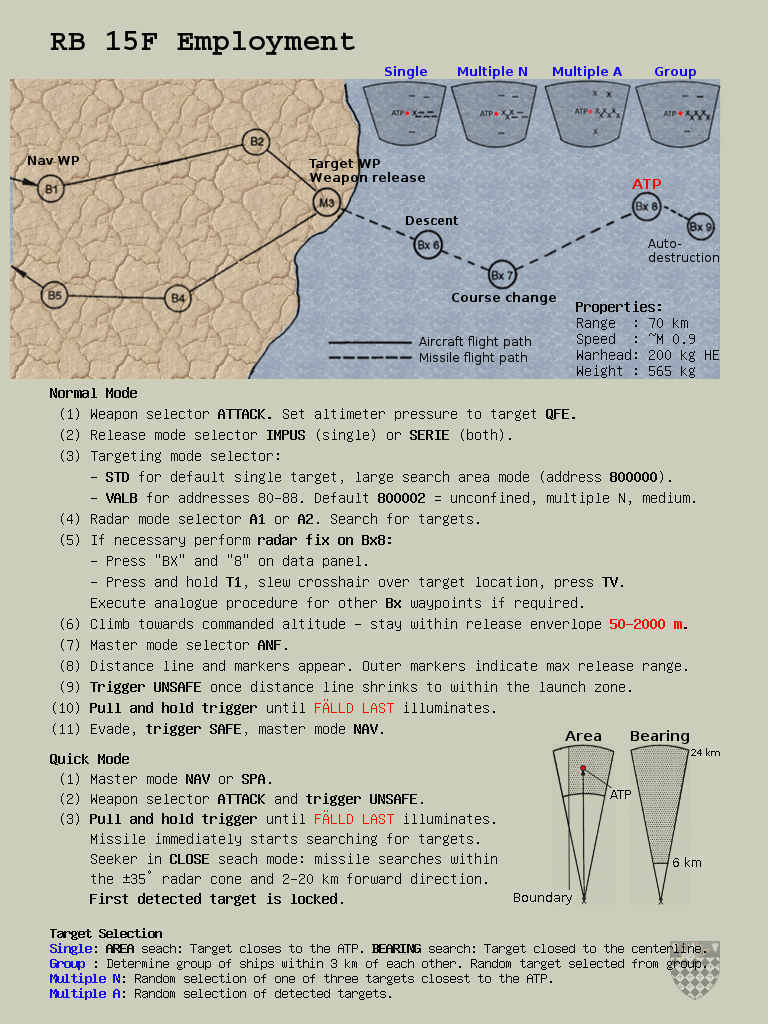 RB 15F Employment
Single Multiple N Multiple A Group
ATP ATP ATP ATP
Nav WP
B1
B2
Target WP
Weapon release
M3
ATP
Bx 8
Descent
Bx 6
Bx 9
Auto-
destruction
Bx 7
Course change
B5
B4
Properties:
Range : 70 km
Speed : ~M 0.9
Warhead: 200 kg HE
Weight : 565 kg
Aircraft flight path
Missile flight path
Normal Mode
(1) Weapon selector ATTACK. Set altimeter pressure to target QFE.
(2) Release mode selector IMPUS (single) or SERIE (both).
(3) Targeting mode selector:
– STD for default single target, large search area mode (address 800000).
– VALB for addresses 80–88. Default 800002 = unconfined, multiple N, medium.
(4) Radar mode selector A1 or A2. Search for targets.
(5) If necessary perform radar fix on Bx8:
– Press "BX" and "8" on data panel.
– Press and hold T1, slew crosshair over target location, press TV.
Execute analogue procedure for other Bx waypoints if required.
(6) Climb towards commanded altitude – stay within release enverlope 50–2000 m.
(7) Master mode selector ANF.
(8) Distance line and markers appear. Outer markers indicate max release range.
(9) Trigger UNSAFE once distance line shrinks to within the launch zone.
(10) Pull and hold trigger until FÄLLD LAST illuminates.
(11) Evade, trigger SAFE, master mode NAV.
Quick Mode
(1) Master mode NAV or SPA.
(2) Weapon selector ATTACK and trigger UNSAFE.
(3) Pull and hold trigger until FÄLLD LAST illuminates.
Missile immediately starts searching for targets.
Seeker in CLOSE seach mode: missile searches within
the ±35° radar cone and 2–20 km forward direction.
First detected target is locked.
Area Bearing
24 km
ATP
6 km
Boundary
Target Selection
Single: AREA seach: Target closes to the ATP. BEARING search: Target closed to the centerline.
Group : Determine group of ships within 3 km of each other. Random target selected from group.
Multiple N: Random selection of one of three targets closest to the ATP.
Multiple A: Random selection of detected targets.